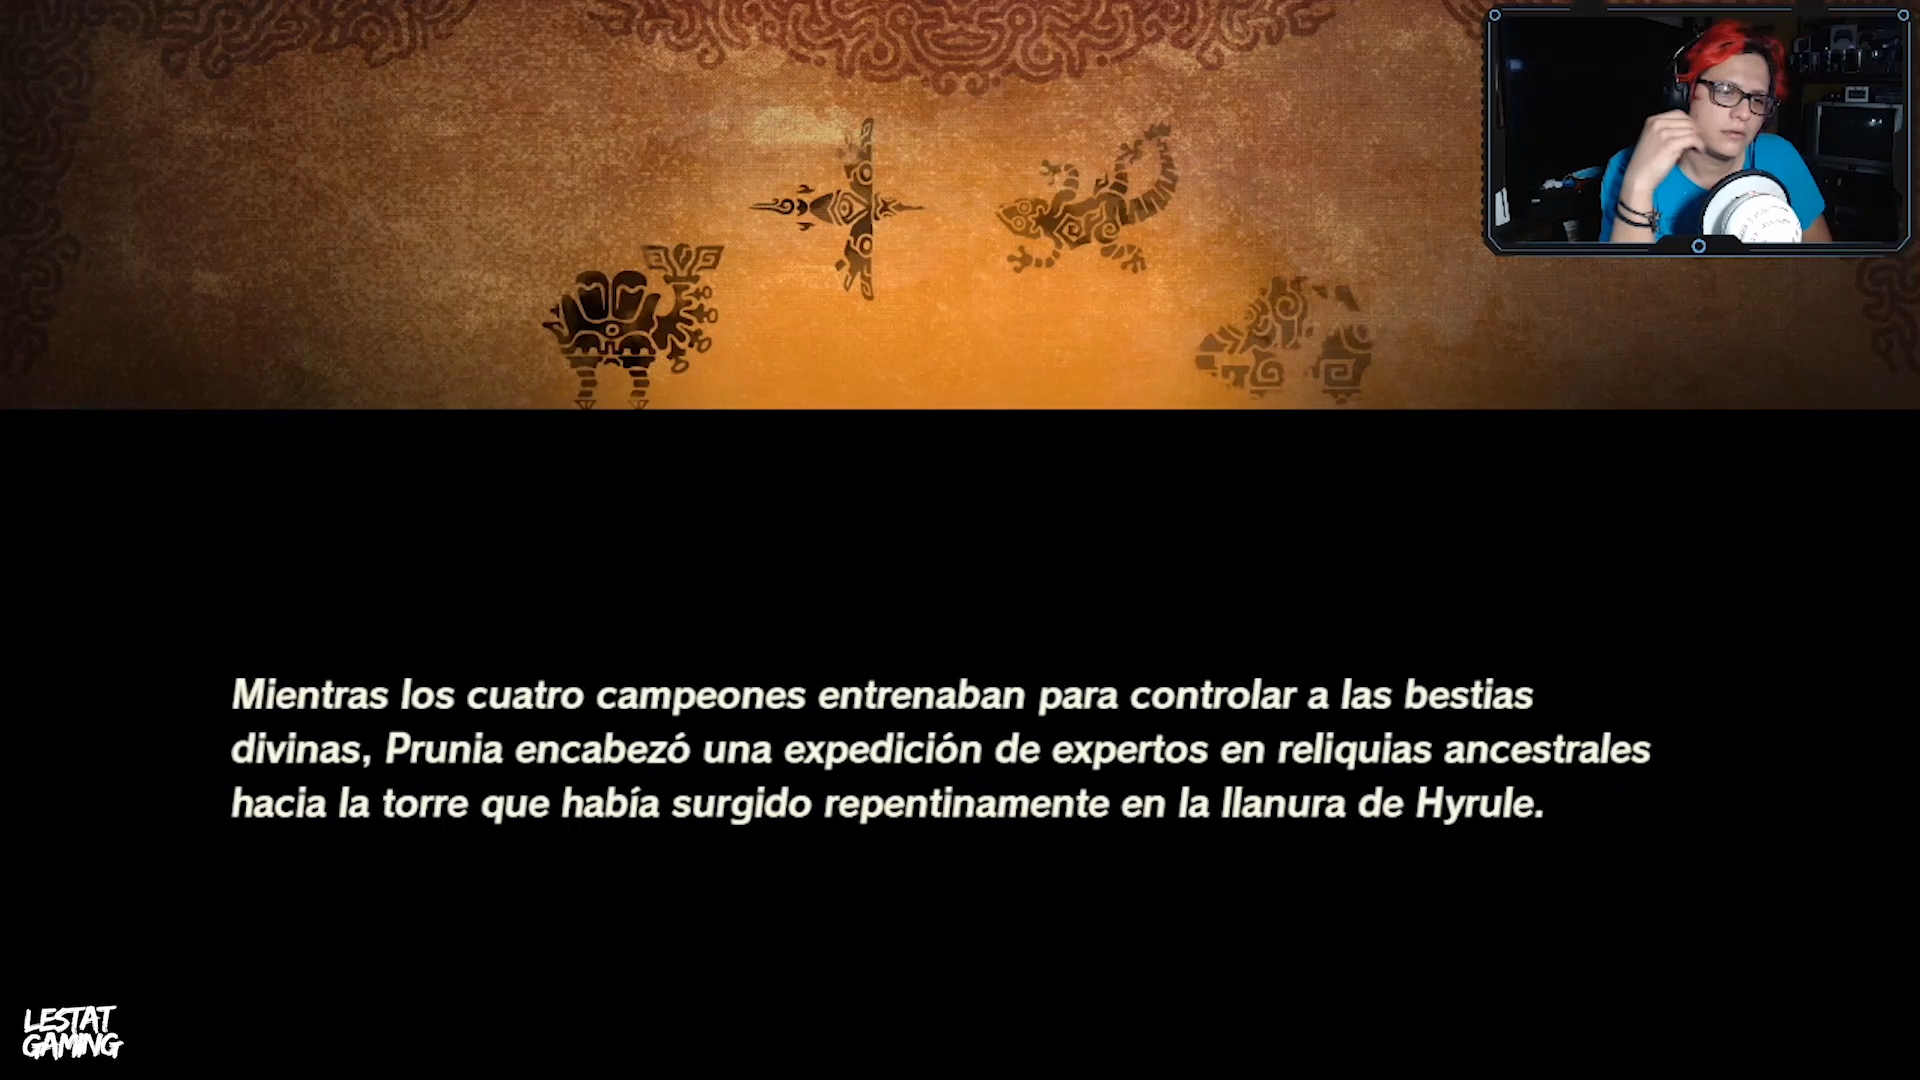 Mientras los cuatro campeones entrenaban para controlar a las bestias
divinas, Prunia encabezó una expedición de expertos en reliquias ancestrales
hacia la torre que había surgido repentinamente en la llanura de Hyrule.
LESTAT
GAMING